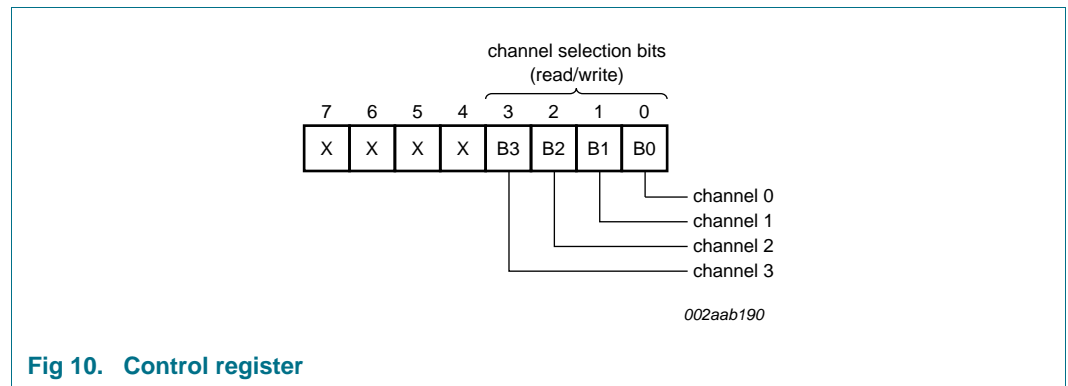 channel selection bits
(read/write)
7 6 5 4 3 2 1 0
X X X X B3 B2 B1 B0
channel 0
channel 1
channel 2
channel 3
002aab190
Fig 10. Control register